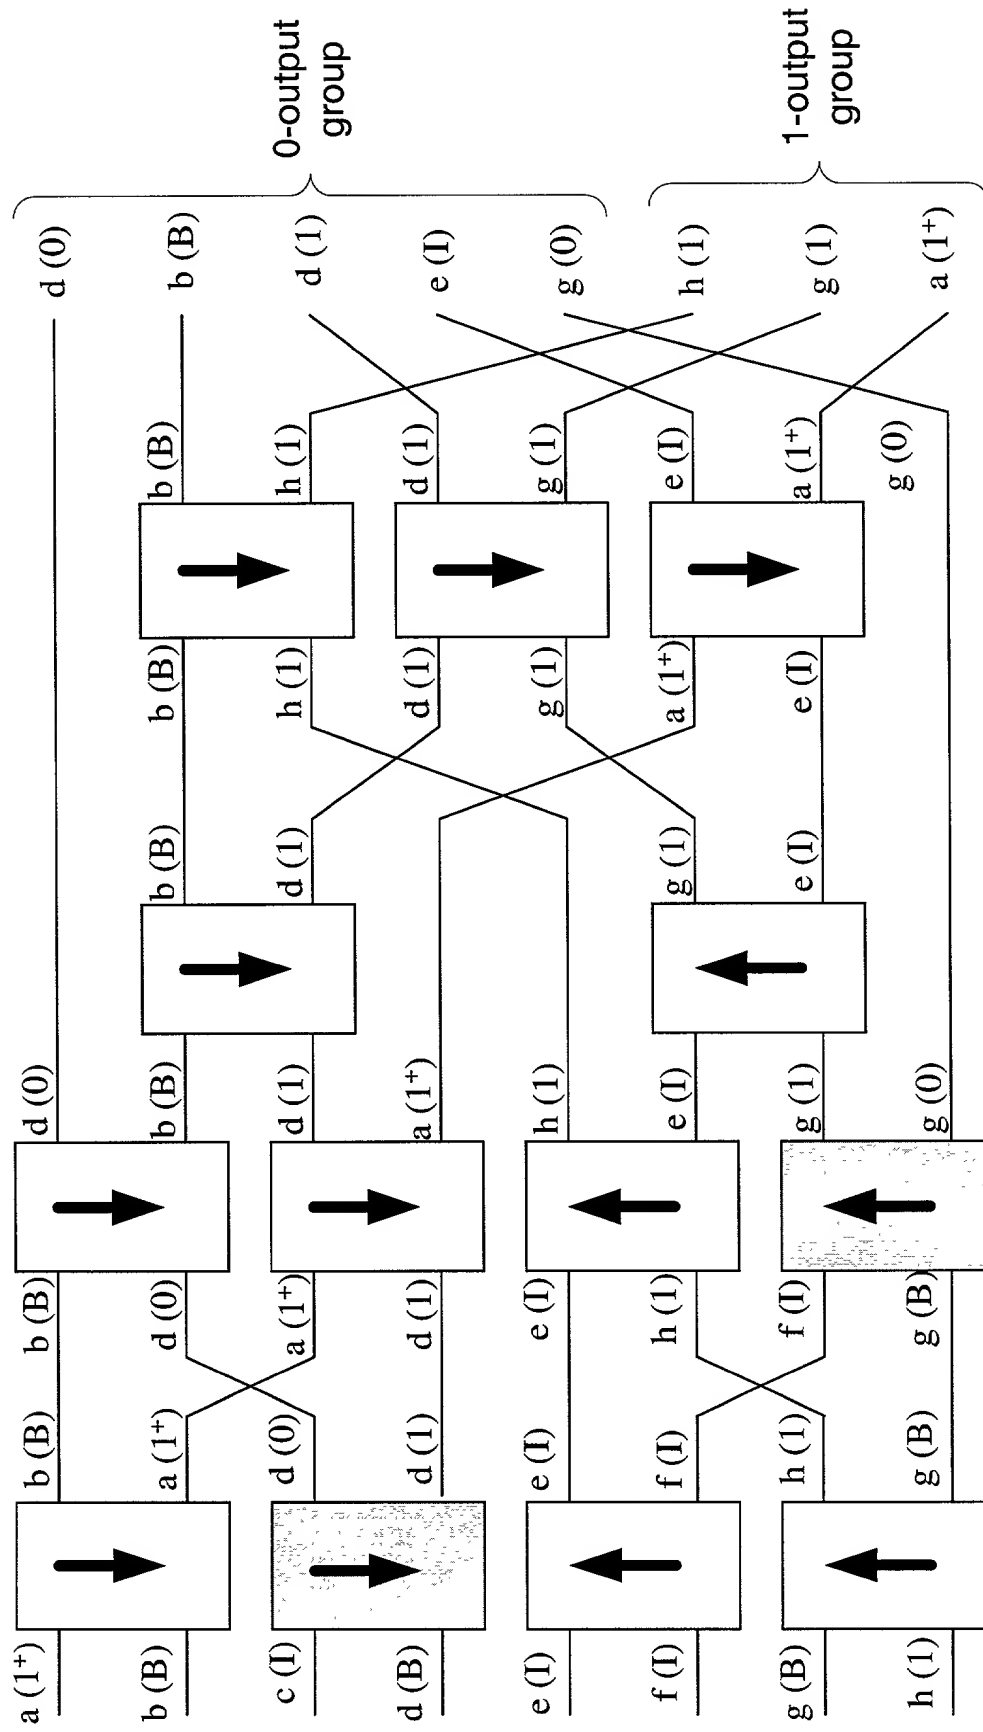 a (1+)
b (B)
c (I)
d (B)
e (I)
f (I)
g (B)
h (1)
b (B)
a (1+)
d (0)
d (1)
e (I)
f (I)
h (1)
g (B)
b (B)
d (0)
a (1+)
d (1)
e (I)
h (1)
f (I)
g (B)
d (0)
b (B)
d (1)
a (1+)
h (1)
e (I)
g (1)
g (0)
b (B)
d (1)
g (1)
e (I)
b (B)
h (1)
d (1)
g (1)
a (1+)
e (I)
b (B)
h (1)
d (1)
g (1)
e (I)
a (1+)
g (0)
d (0)
b (B)
d (1)
e (I)
g (0)
h (1)
g (1)
a (1+)
0-output
group
1-output
group